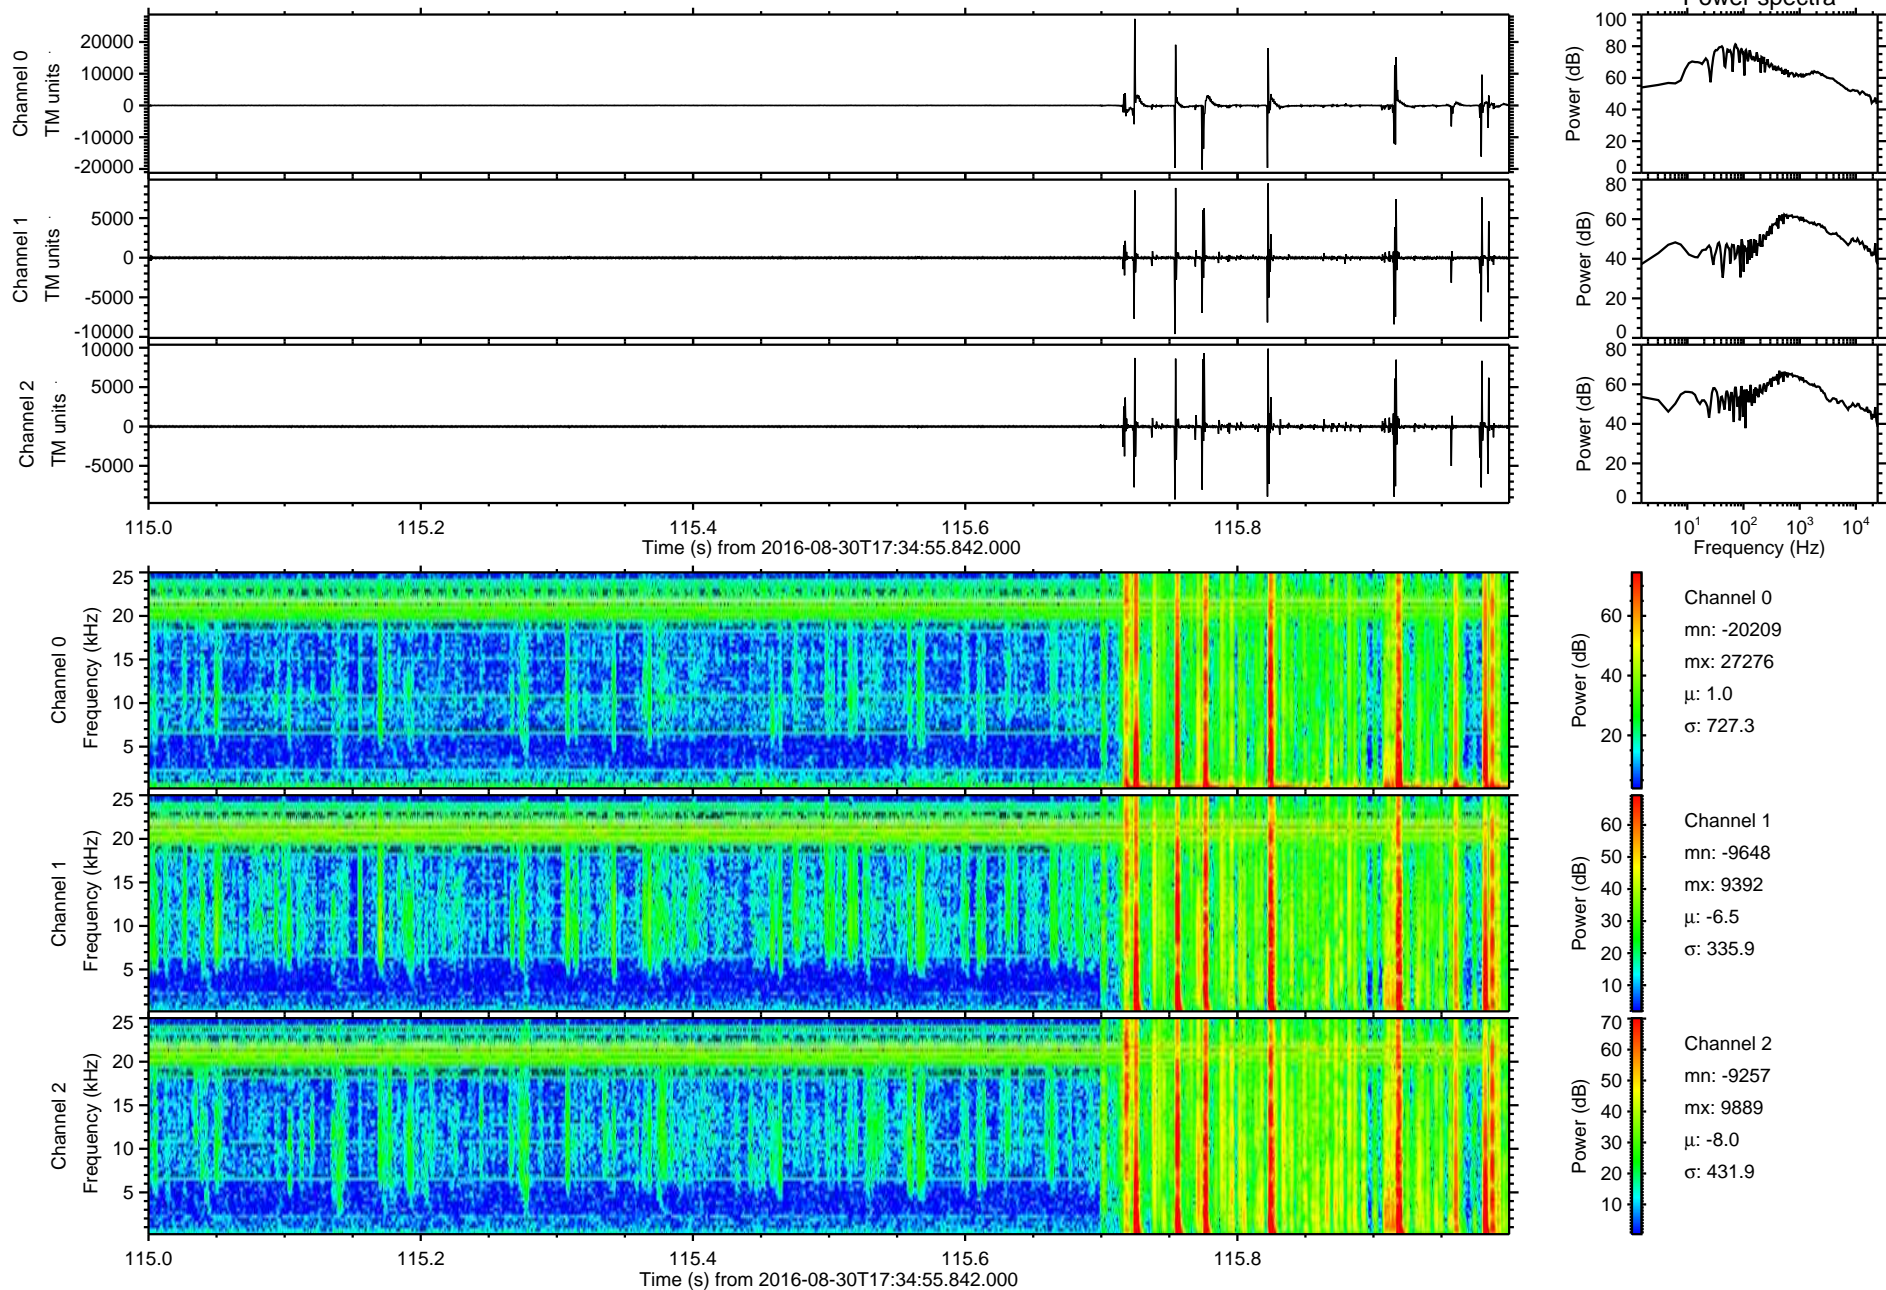 Power spectra
Channel 0
TM units
20000
10000
0
-10000
-20000
Power (dB)
100
80
60
40
20
0
Channel 1
TM units
5000
0
-5000
-10000
Power (dB)
80
60
40
20
0
Channel 2
TM units
10000
5000
0
-5000
Power (dB)
80
60
40
20
0
115.0 115.2 115.4 115.6 115.8
Time (s) from 2016-08-30T17:34:55.842.000
10¹ 10² 10³ 10⁴
Frequency (Hz)
Channel 0
Frequency (kHz)
25
20
15
10
5
Power (dB)
60
40
20
Channel 0
mn: -20209
mx: 27276
μ: 1.0
σ: 727.3
Channel 1
Frequency (kHz)
25
20
15
10
5
Power (dB)
60
50
40
30
20
10
Channel 1
mn: -9648
mx: 9392
μ: -6.5
σ: 335.9
Channel 2
Frequency (kHz)
25
20
15
10
5
Power (dB)
70
60
50
40
30
20
10
Channel 2
mn: -9257
mx: 9889
μ: -8.0
σ: 431.9
115.0 115.2 115.4 115.6 115.8
Time (s) from 2016-08-30T17:34:55.842.000